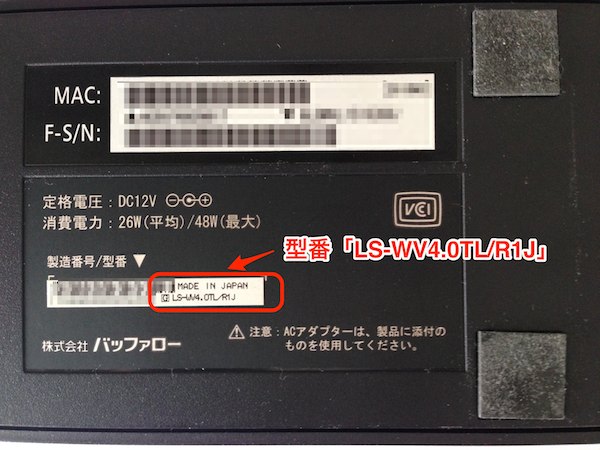 MAC:
F-S/N:
定格電圧：DC12V
消費電力：26W(平均)/48W(最大)
VCI
型番「LS-WV4.0TL/R1J」
製造番号/型番▼
MADE IN JAPAN
LS-WV4.0TL/R1J
⚠注意：ACアダプターは、製品に添付の
ものを使用してください。
株式会社バッファロー